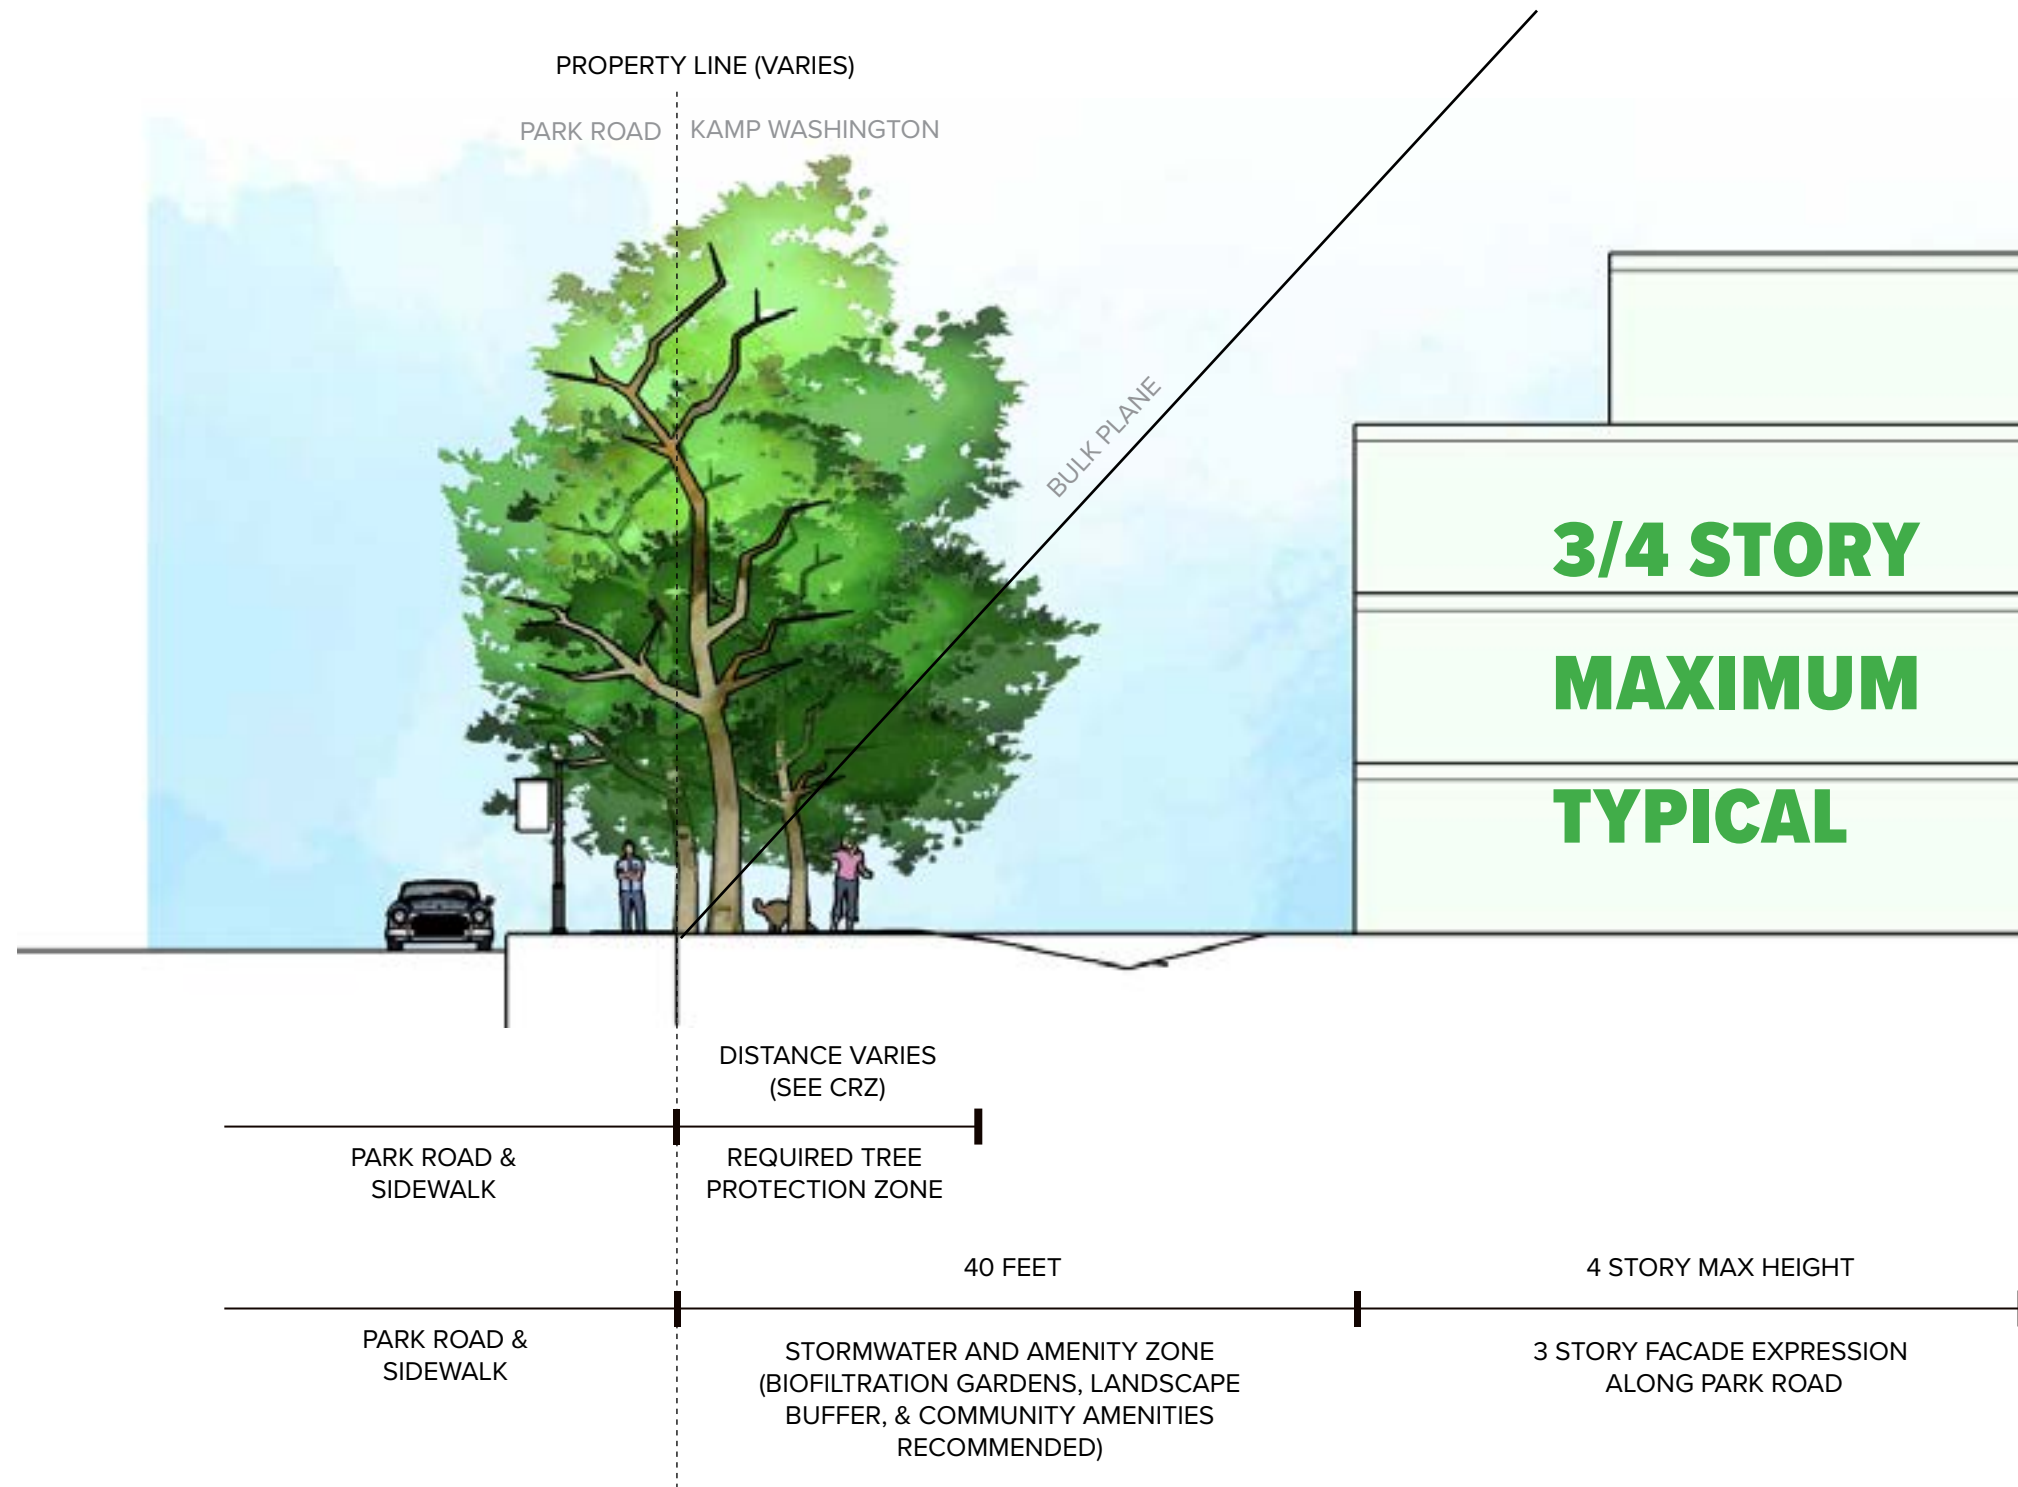 PROPERTY LINE (VARIES)
PARK ROAD
KAMP WASHINGTON
BULK PLANE
3/4 STORY
MAXIMUM
TYPICAL
DISTANCE VARIES
(SEE CRZ)
PARK ROAD &
SIDEWALK
REQUIRED TREE
PROTECTION ZONE
40 FEET
4 STORY MAX HEIGHT
PARK ROAD &
SIDEWALK
STORMWATER AND AMENITY ZONE
(BIOFILTRATION GARDENS, LANDSCAPE
BUFFER, & COMMUNITY AMENITIES
RECOMMENDED)
3 STORY FACADE EXPRESSION
ALONG PARK ROAD